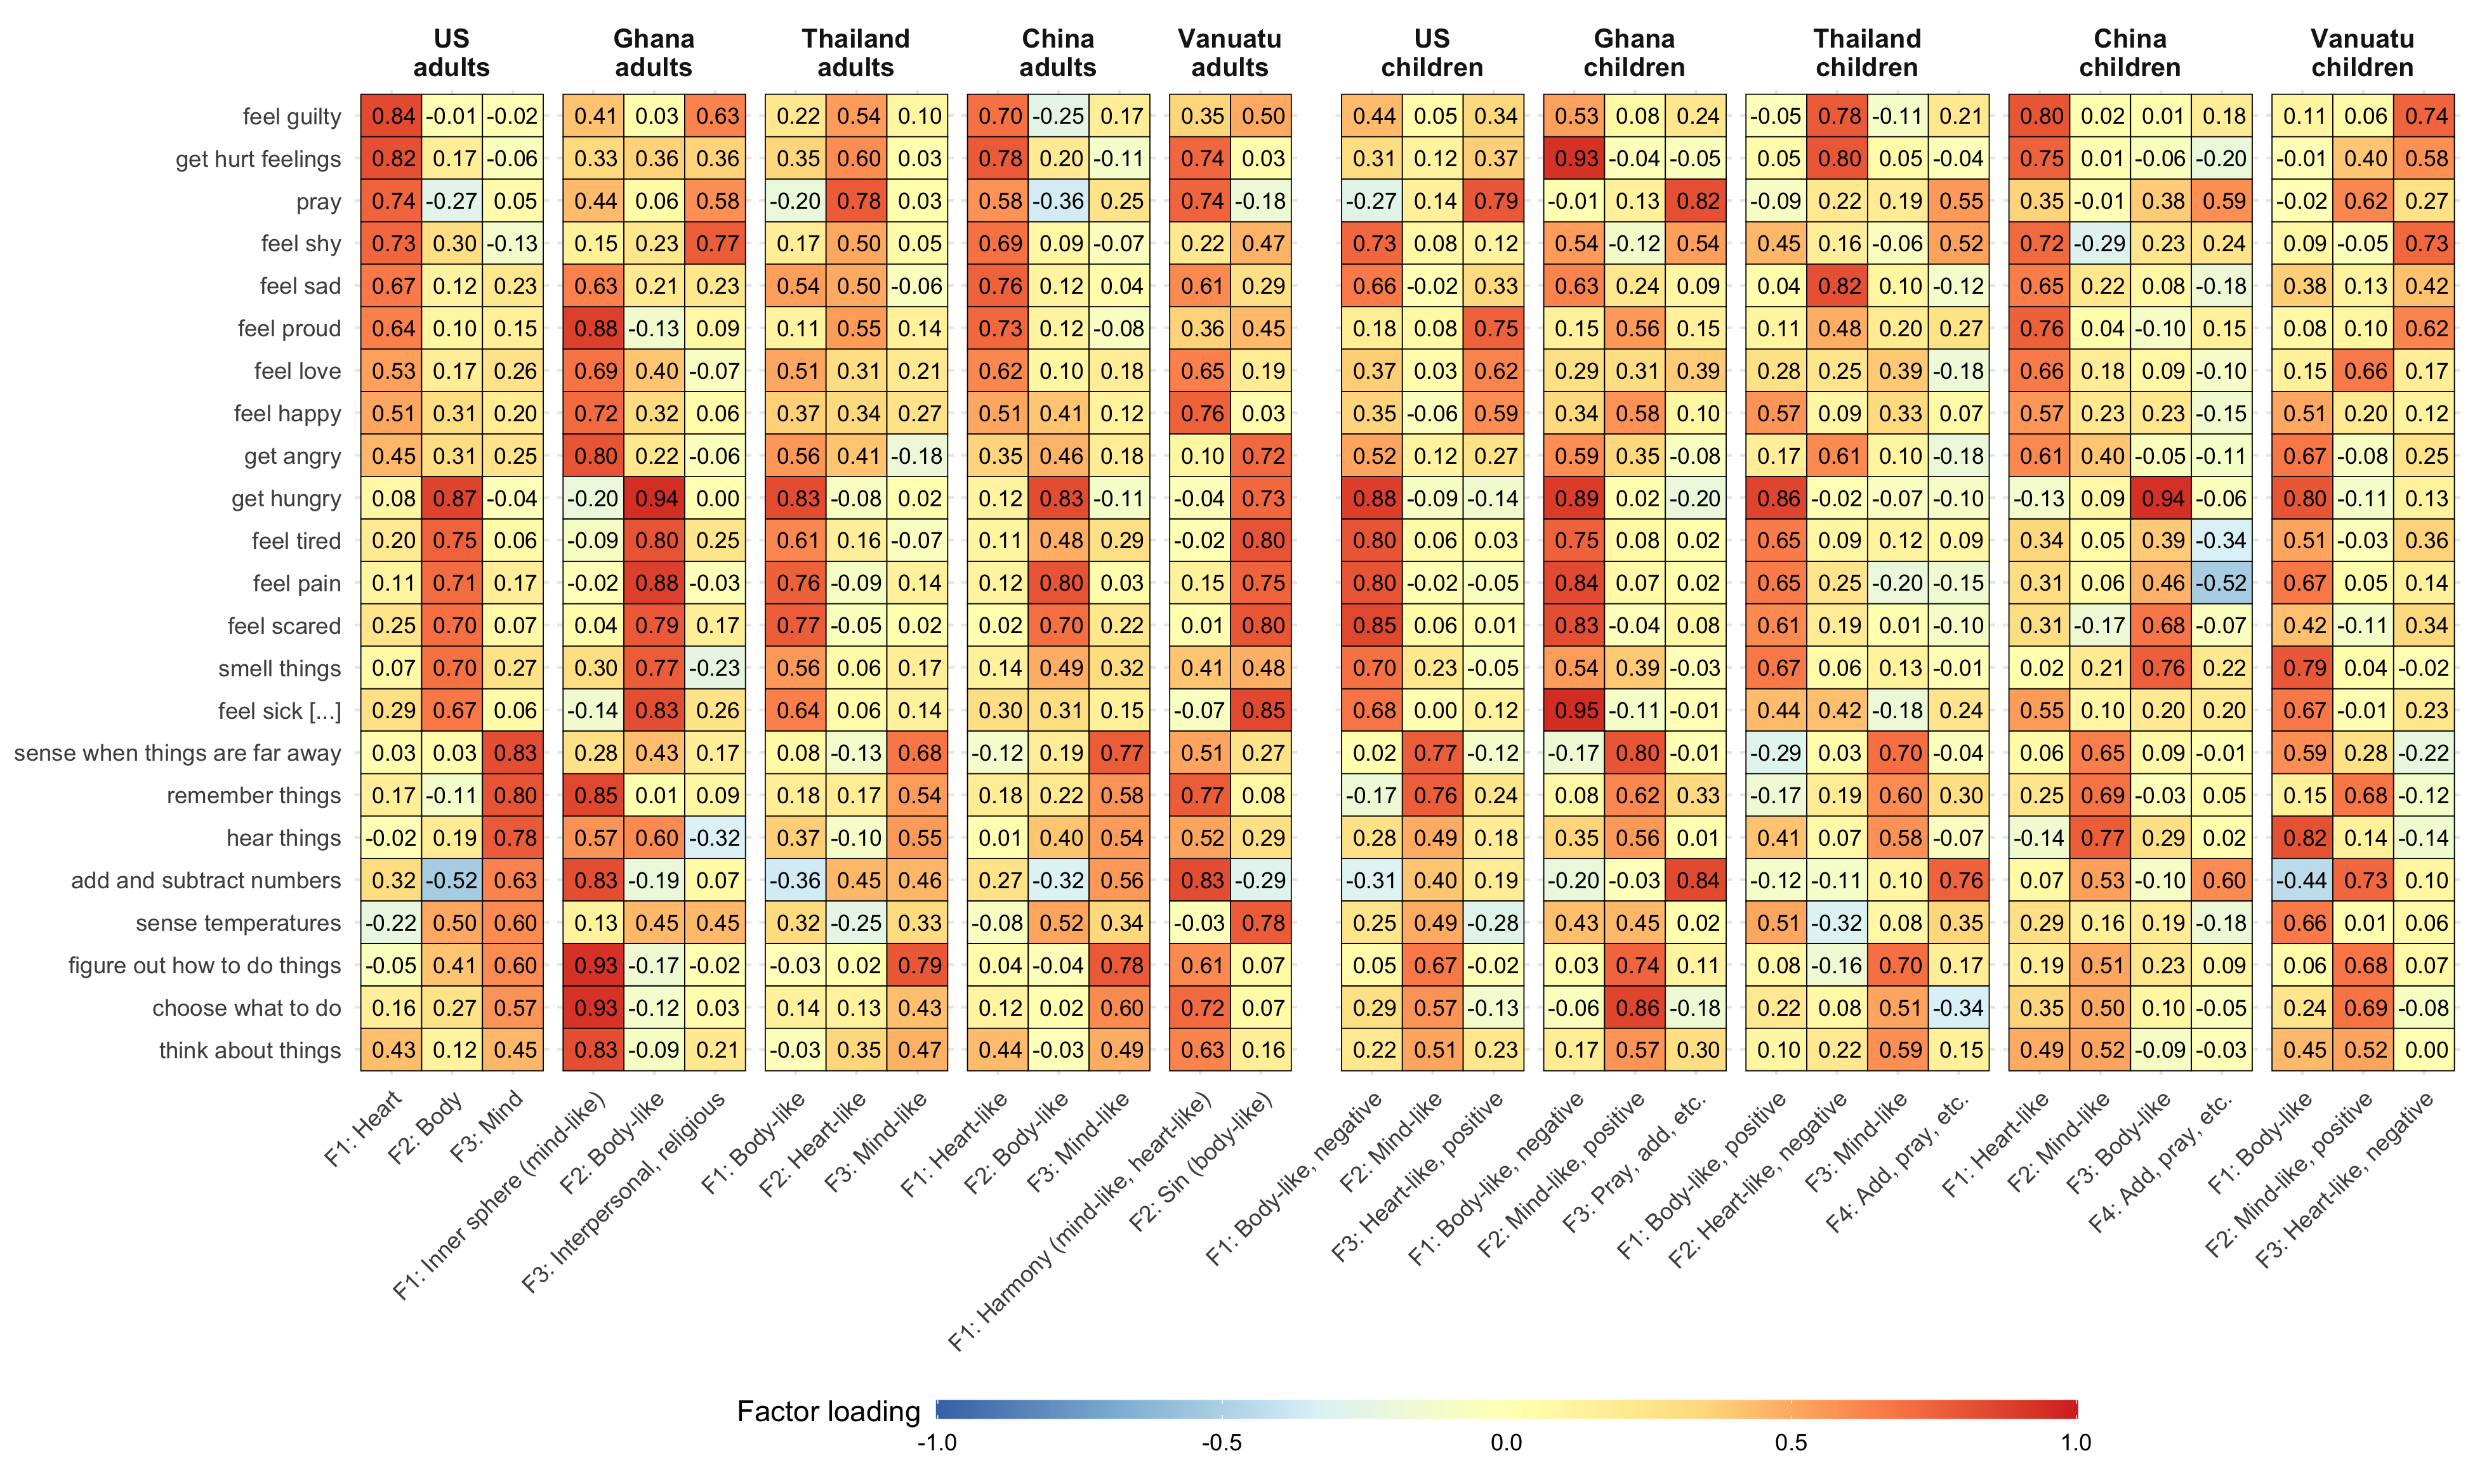 US Ghana Thailand China Vanuatu US Ghana Thailand China Vanuatu
adults adults adults adults adults children children children children children
feel guilty 0.84 -0.01 -0.02 0.41 0.03 0.63 0.22 0.54 0.10 0.70 -0.25 0.17 0.35 0.50 0.44 0.05 0.34 0.53 0.08 0.24 -0.05 0.78 -0.11 0.21 0.80 0.02 0.01 0.18 0.11 0.06 0.74
get hurt feelings 0.82 0.17 -0.06 0.33 0.36 0.36 0.35 0.60 0.03 0.78 0.20 -0.11 0.74 0.03 0.31 0.12 0.37 0.93 -0.04 -0.05 0.05 0.80 0.05 -0.04 0.75 0.01 -0.06 -0.20 -0.01 0.40 0.58
pray 0.74 -0.27 0.05 0.44 0.06 0.58 -0.20 0.78 0.03 0.58 -0.36 0.25 0.74 -0.18 -0.27 0.14 0.79 -0.01 0.13 0.82 -0.09 0.22 0.19 0.55 0.35 -0.01 0.38 0.59 -0.02 0.62 0.27
feel shy 0.73 0.30 -0.13 0.15 0.23 0.77 0.17 0.50 0.05 0.69 0.09 -0.07 0.22 0.47 0.73 0.08 0.12 0.54 -0.12 0.54 0.45 0.16 -0.06 0.52 0.72 -0.29 0.23 0.24 0.09 -0.05 0.73
feel sad 0.67 0.12 0.23 0.63 0.21 0.23 0.54 0.50 -0.06 0.76 0.12 0.04 0.61 0.29 0.66 -0.02 0.33 0.63 0.24 0.09 0.04 0.82 0.10 -0.12 0.65 0.22 0.08 -0.18 0.38 0.13 0.42
feel proud 0.64 0.10 0.15 0.88 -0.13 0.09 0.11 0.55 0.14 0.73 0.12 -0.08 0.36 0.45 0.18 0.08 0.75 0.15 0.56 0.15 0.11 0.48 0.20 0.27 0.76 0.04 -0.10 0.15 0.08 0.10 0.62
feel love 0.53 0.17 0.26 0.69 0.40 -0.07 0.51 0.31 0.21 0.62 0.10 0.18 0.65 0.19 0.37 0.03 0.62 0.29 0.31 0.39 0.28 0.25 0.39 -0.18 0.66 0.18 0.09 -0.10 0.15 0.66 0.17
feel happy 0.51 0.31 0.20 0.72 0.32 0.06 0.37 0.34 0.27 0.51 0.41 0.12 0.76 0.03 0.35 -0.06 0.59 0.34 0.58 0.10 0.57 0.09 0.33 0.07 0.57 0.23 0.23 -0.15 0.51 0.20 0.12
get angry 0.45 0.31 0.25 0.80 0.22 -0.06 0.56 0.41 -0.18 0.35 0.46 0.18 0.10 0.72 0.52 0.12 0.27 0.59 0.35 -0.08 0.17 0.61 0.10 -0.18 0.61 0.40 -0.05 -0.11 0.67 -0.08 0.25
get hungry 0.08 0.87 -0.04 -0.20 0.94 0.00 0.83 -0.08 0.02 0.12 0.83 -0.11 -0.04 0.73 0.88 -0.09 -0.14 0.89 0.02 -0.20 0.86 -0.02 -0.07 -0.10 -0.13 0.09 0.94 -0.06 0.80 -0.11 0.13
feel tired 0.20 0.75 0.06 -0.09 0.80 0.25 0.61 0.16 -0.07 0.11 0.48 0.29 -0.02 0.80 0.80 0.06 0.03 0.75 0.08 0.02 0.65 0.09 0.12 0.09 0.34 0.05 0.39 -0.34 0.51 -0.03 0.36
feel pain 0.11 0.71 0.17 -0.02 0.88 -0.03 0.76 -0.09 0.14 0.12 0.80 0.03 0.15 0.75 0.80 -0.02 -0.05 0.84 0.07 0.02 0.65 0.25 -0.20 -0.15 0.31 0.06 0.46 -0.52 0.67 0.05 0.14
feel scared 0.25 0.70 0.07 0.04 0.79 0.17 0.77 -0.05 0.02 0.02 0.70 0.22 0.01 0.80 0.85 0.06 0.01 0.83 -0.04 0.08 0.61 0.19 0.01 -0.10 0.31 -0.17 0.68 -0.07 0.42 -0.11 0.34
smell things 0.07 0.70 0.27 0.30 0.77 -0.23 0.56 0.06 0.17 0.14 0.49 0.32 0.41 0.48 0.70 0.23 -0.05 0.54 0.39 -0.03 0.67 0.06 0.13 -0.01 0.02 0.21 0.76 0.22 0.79 0.04 -0.02
feel sick [...] 0.29 0.67 0.06 -0.14 0.83 0.26 0.64 0.06 0.14 0.30 0.31 0.15 -0.07 0.85 0.68 0.00 0.12 0.95 -0.11 -0.01 0.44 0.42 -0.18 0.24 0.55 0.10 0.20 0.20 0.67 -0.01 0.23
sense when things are far away 0.03 0.03 0.83 0.28 0.43 0.17 0.08 -0.13 0.68 -0.12 0.19 0.77 0.51 0.27 0.02 0.77 -0.12 -0.17 0.80 -0.01 -0.29 0.03 0.70 -0.04 0.06 0.65 0.09 -0.01 0.59 0.28 -0.22
remember things 0.17 -0.11 0.80 0.85 0.01 0.09 0.18 0.17 0.54 0.18 0.22 0.58 0.77 0.08 -0.17 0.76 0.24 0.08 0.62 0.33 -0.17 0.19 0.60 0.30 0.25 0.69 -0.03 0.05 0.15 0.68 -0.12
hear things -0.02 0.19 0.78 0.57 0.60 -0.32 0.37 -0.10 0.55 0.01 0.40 0.54 0.52 0.29 0.28 0.49 0.18 0.35 0.56 0.01 0.41 0.07 0.58 -0.07 -0.14 0.77 0.29 0.02 0.82 0.14 -0.14
add and subtract numbers 0.32 -0.52 0.63 0.83 -0.19 0.07 -0.36 0.45 0.46 0.27 -0.32 0.56 0.83 -0.29 -0.31 0.40 0.19 -0.20 -0.03 0.84 -0.12 -0.11 0.10 0.76 0.07 0.53 -0.10 0.60 -0.44 0.73 0.10
sense temperatures -0.22 0.50 0.60 0.13 0.45 0.45 0.32 -0.25 0.33 -0.08 0.52 0.34 -0.03 0.78 0.25 0.49 -0.28 0.43 0.45 0.02 0.51 -0.32 0.08 0.35 0.29 0.16 0.19 -0.18 0.66 0.01 0.06
figure out how to do things -0.05 0.41 0.60 0.93 -0.17 -0.02 -0.03 0.02 0.79 0.04 -0.04 0.78 0.61 0.07 0.05 0.67 -0.02 0.03 0.74 0.11 0.08 -0.16 0.70 0.17 0.19 0.51 0.23 0.09 0.06 0.68 0.07
choose what to do 0.16 0.27 0.57 0.93 -0.12 0.03 0.14 0.13 0.43 0.12 0.02 0.60 0.72 0.07 0.29 0.57 -0.13 -0.06 0.86 -0.18 0.22 0.08 0.51 -0.34 0.35 0.50 0.10 -0.05 0.24 0.69 -0.08
think about things 0.43 0.12 0.45 0.83 -0.09 0.21 -0.03 0.35 0.47 0.44 -0.03 0.49 0.63 0.16 0.22 0.51 0.23 0.17 0.57 0.30 0.10 0.22 0.59 0.15 0.49 0.52 -0.09 -0.03 0.45 0.52 0.00
F1: Heart
F2: Body
F3: Mind
F1: Inner sphere (mind-like)
F2: Body-like
F3: Interpersonal, religious
F1: Body-like
F2: Heart-like
F3: Mind-like
F1: Heart-like
F2: Body-like
F3: Mind-like
F1: Harmony (mind-like, heart-like)
F2: Sin (body-like)
F1: Body-like, negative
F2: Mind-like
F3: Heart-like, positive
F1: Body-like, negative
F2: Mind-like, positive
F3: Pray, add, etc.
F1: Body-like, positive
F2: Heart-like, negative
F3: Mind-like
F4: Add, pray, etc.
F1: Heart-like
F2: Mind-like
F3: Body-like
F4: Add, pray, etc.
F1: Body-like
F2: Mind-like, positive
F3: Heart-like, negative
Factor loading
-1.0 -0.5 0.0 0.5 1.0